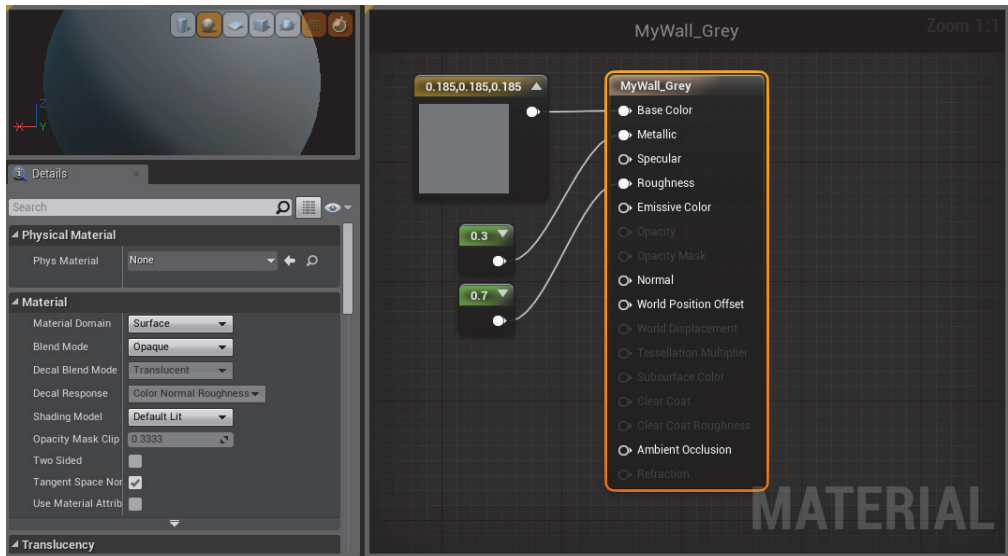 Z
X
Y
Details
Search
Physical Material
Phys Material
None
Material
Material Domain
Surface
Blend Mode
Opaque
Decal Blend Mode
Translucent
Decal Response
Color Normal Roughness
Shading Model
Default Lit
Opacity Mask Clip
0.3333
Two Sided
Tangent Space Nor
Use Material Attrib
Translucency
MyWall_Grey
Zoom 1:1
0.185,0.185,0.185
0.3
0.7
MyWall_Grey
Base Color
Metallic
Specular
Roughness
Emissive Color
Opacity
Opacity Mask
Normal
World Position Offset
World Displacement
Tessellation Multiplier
Subsurface Color
Clear Coat
Clear Coat Roughness
Ambient Occlusion
Refraction
MATERIAL